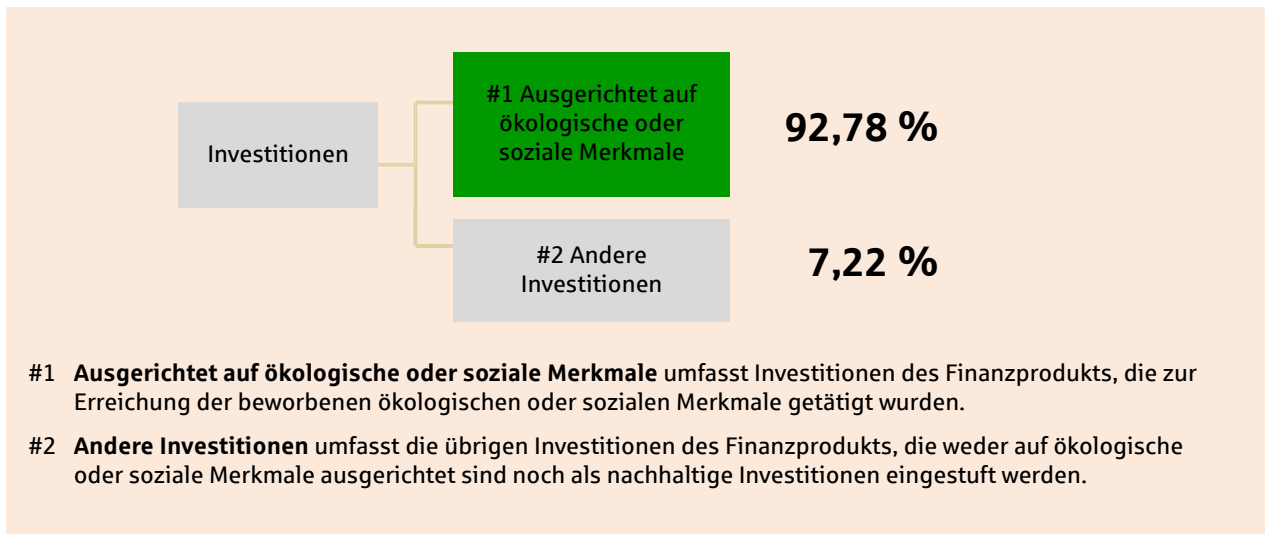 Investitionen
#1 Ausgerichtet auf
ökologische oder
soziale Merkmale
92,78 %
#2 Andere
Investitionen
7,22 %
#1 Ausgerichtet auf ökologische oder soziale Merkmale umfasst Investitionen des Finanzprodukts, die zur
Erreichung der beworbenen ökologischen oder sozialen Merkmale getätigt wurden.
#2 Andere Investitionen umfasst die übrigen Investitionen des Finanzprodukts, die weder auf ökologische
oder soziale Merkmale ausgerichtet sind noch als nachhaltige Investitionen eingestuft werden.